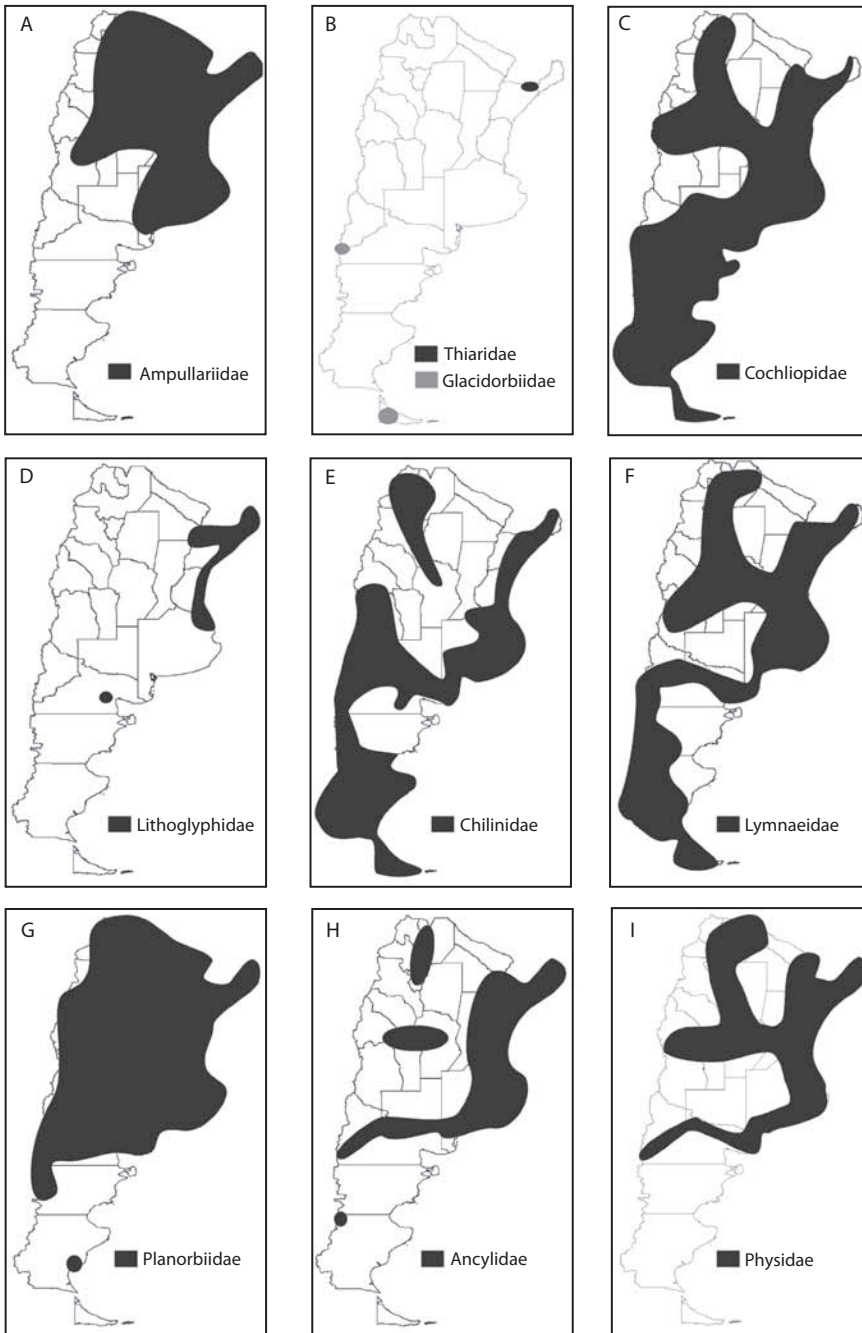 A
Ampullariidae
B
Thiaridae
Glacidorbiidae
C
Cochliopidae
D
Lithoglyphidae
E
Chilinidae
F
Lymnaeidae
G
Planorbiidae
H
Ancylidae
I
Physidae